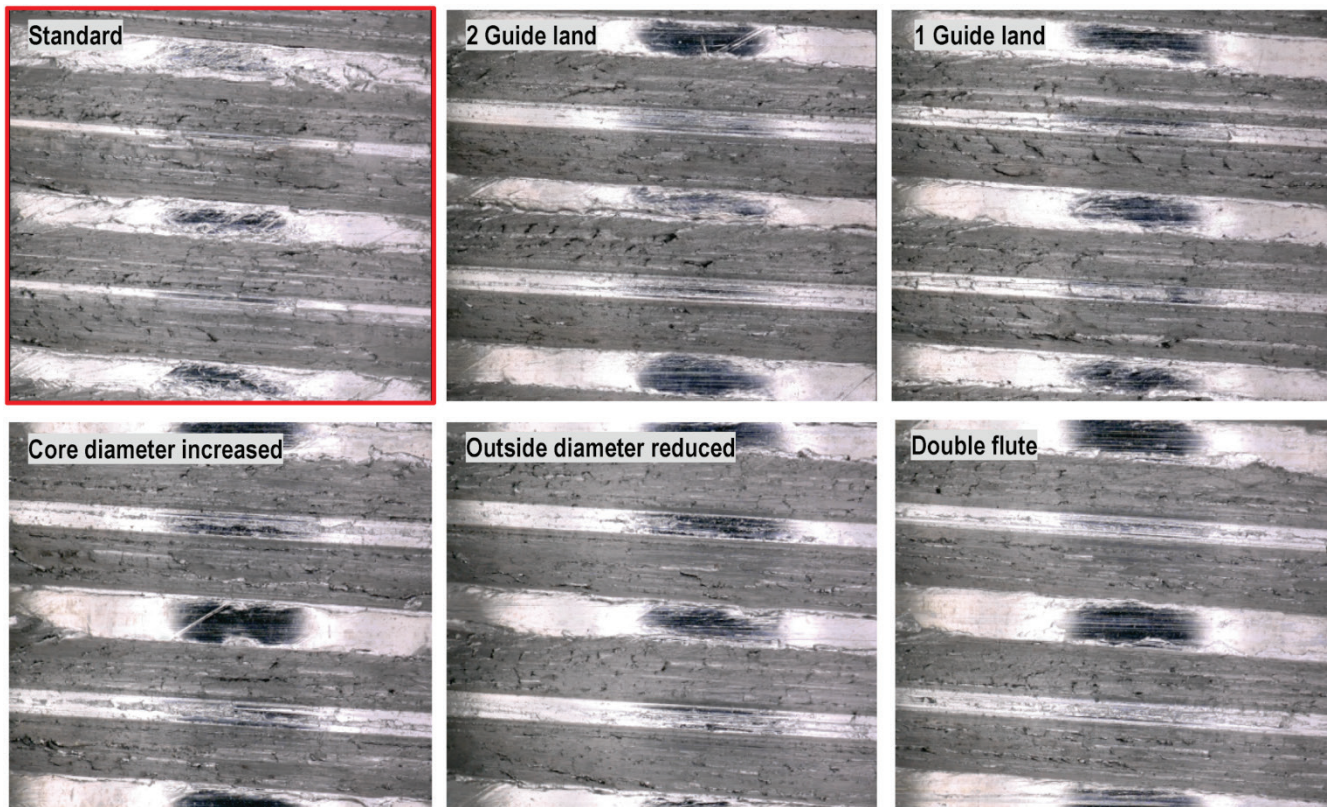 Standard
2 Guide land
1 Guide land
Core diameter increased
Outside diameter reduced
Double flute